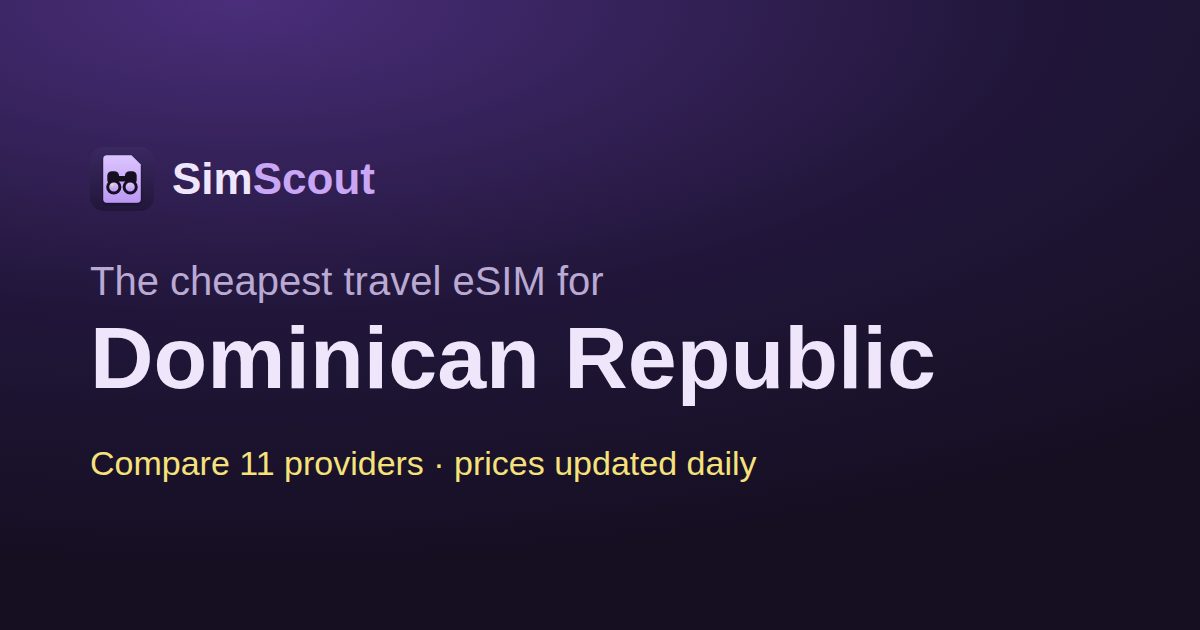 SimScout
The cheapest travel eSIM for
Dominican Republic
Compare 11 providers · prices updated daily